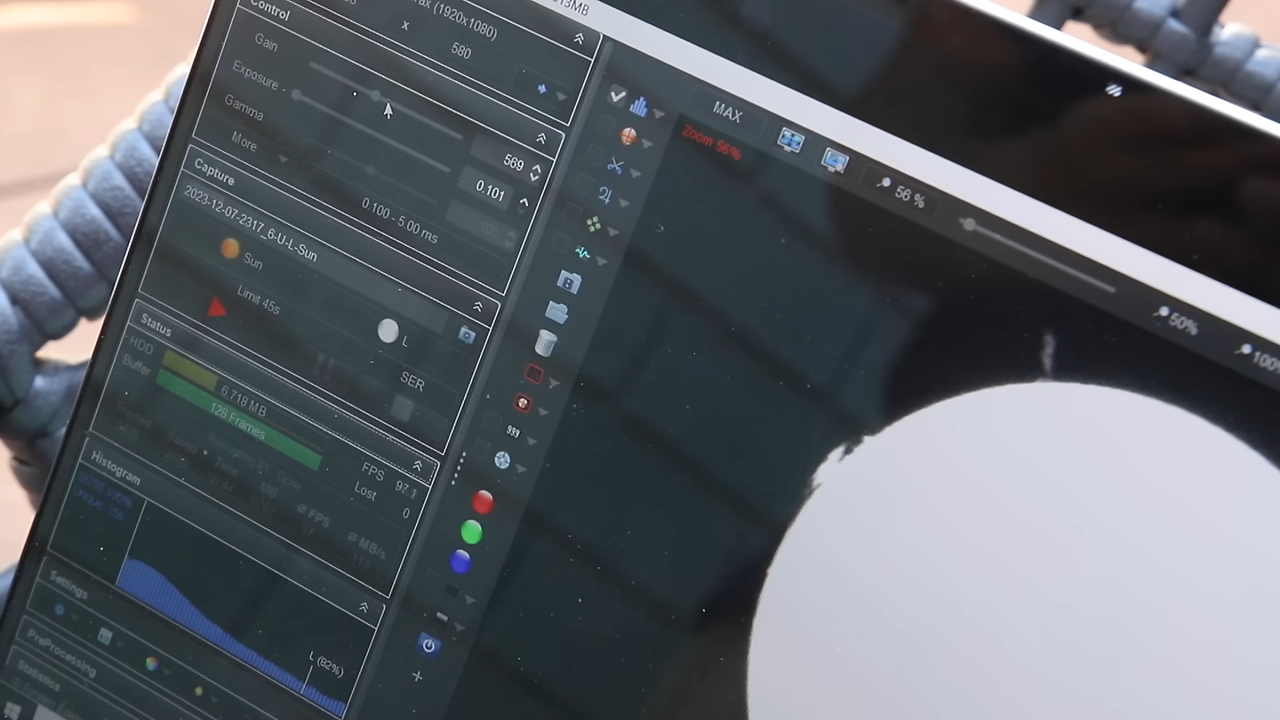 (1920x1080)
Control
x 580
Gain
Exposure
569
Gamma
0.101
More
0.100 - 5.00 ms
Capture
2023-12-07-2317_6-U-L-Sun
Sun
Limit 45s
L
SER
Status
HDD
6.718 MB
Buffer
128 Frames
FPS 97.1
Lost 0
Ø FPS
Ø MB/s
Histogram
L (82%)
Settings
PreProcessing
Statistics
MAX
Zoom 56%
56 %
50%
100%